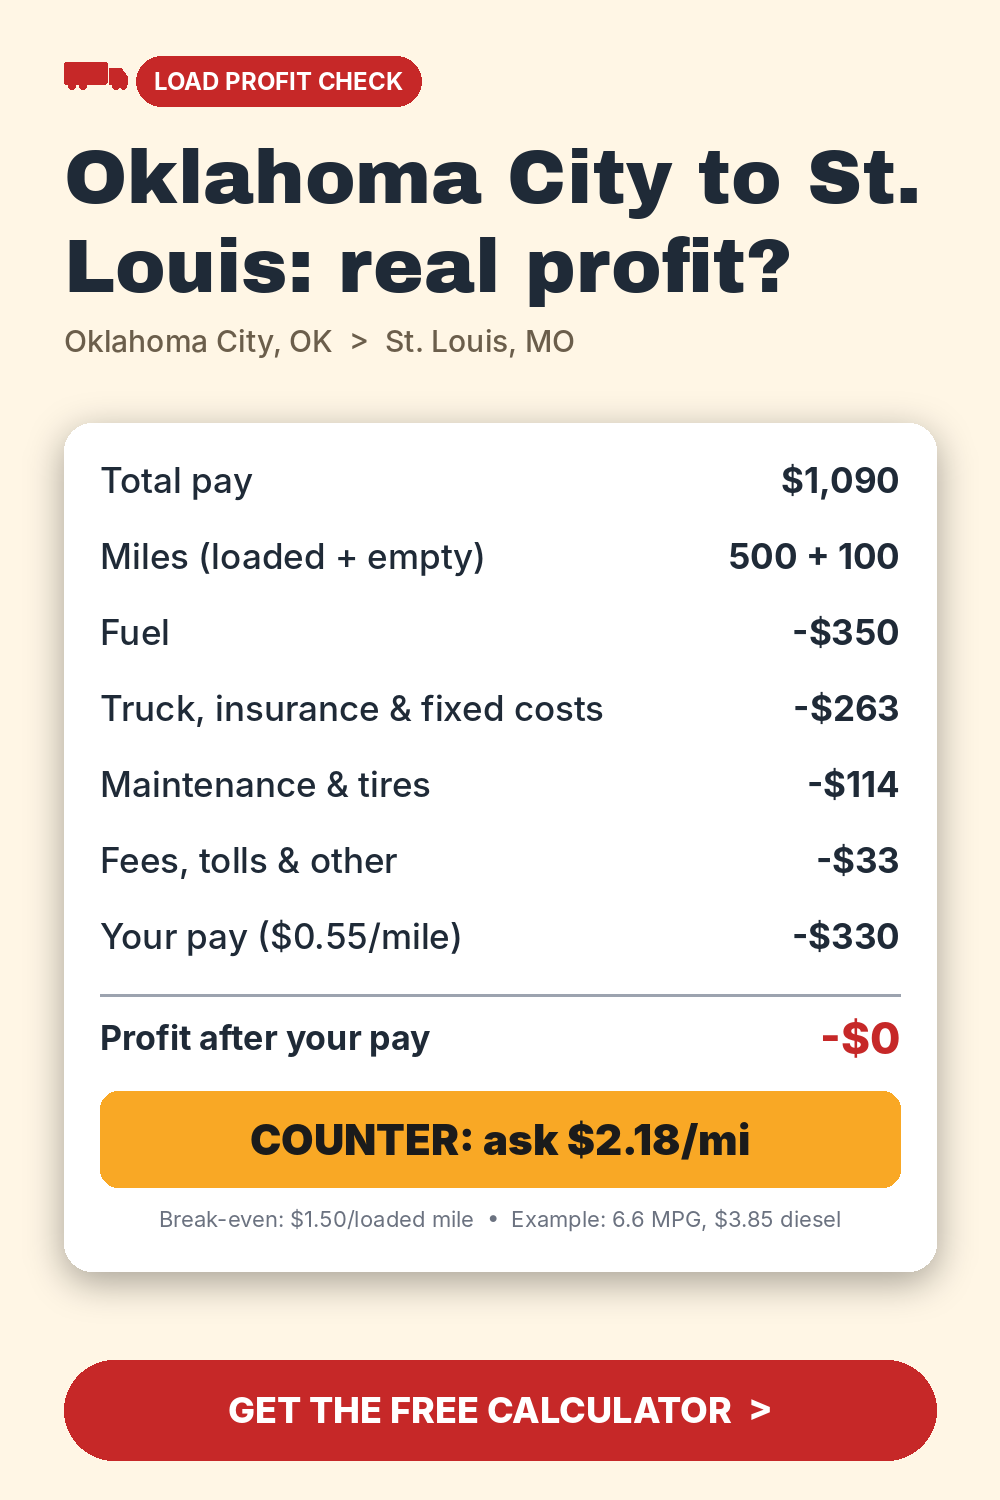 LOAD PROFIT CHECK
Oklahoma City to St.
Louis: real profit?
Oklahoma City, OK > St. Louis, MO
Total pay $1,090
Miles (loaded + empty) 500 + 100
Fuel -$350
Truck, insurance & fixed costs -$263
Maintenance & tires -$114
Fees, tolls & other -$33
Your pay ($0.55/mile) -$330
Profit after your pay -$0
COUNTER: ask $2.18/mi
Break-even: $1.50/loaded mile • Example: 6.6 MPG, $3.85 diesel
GET THE FREE CALCULATOR >